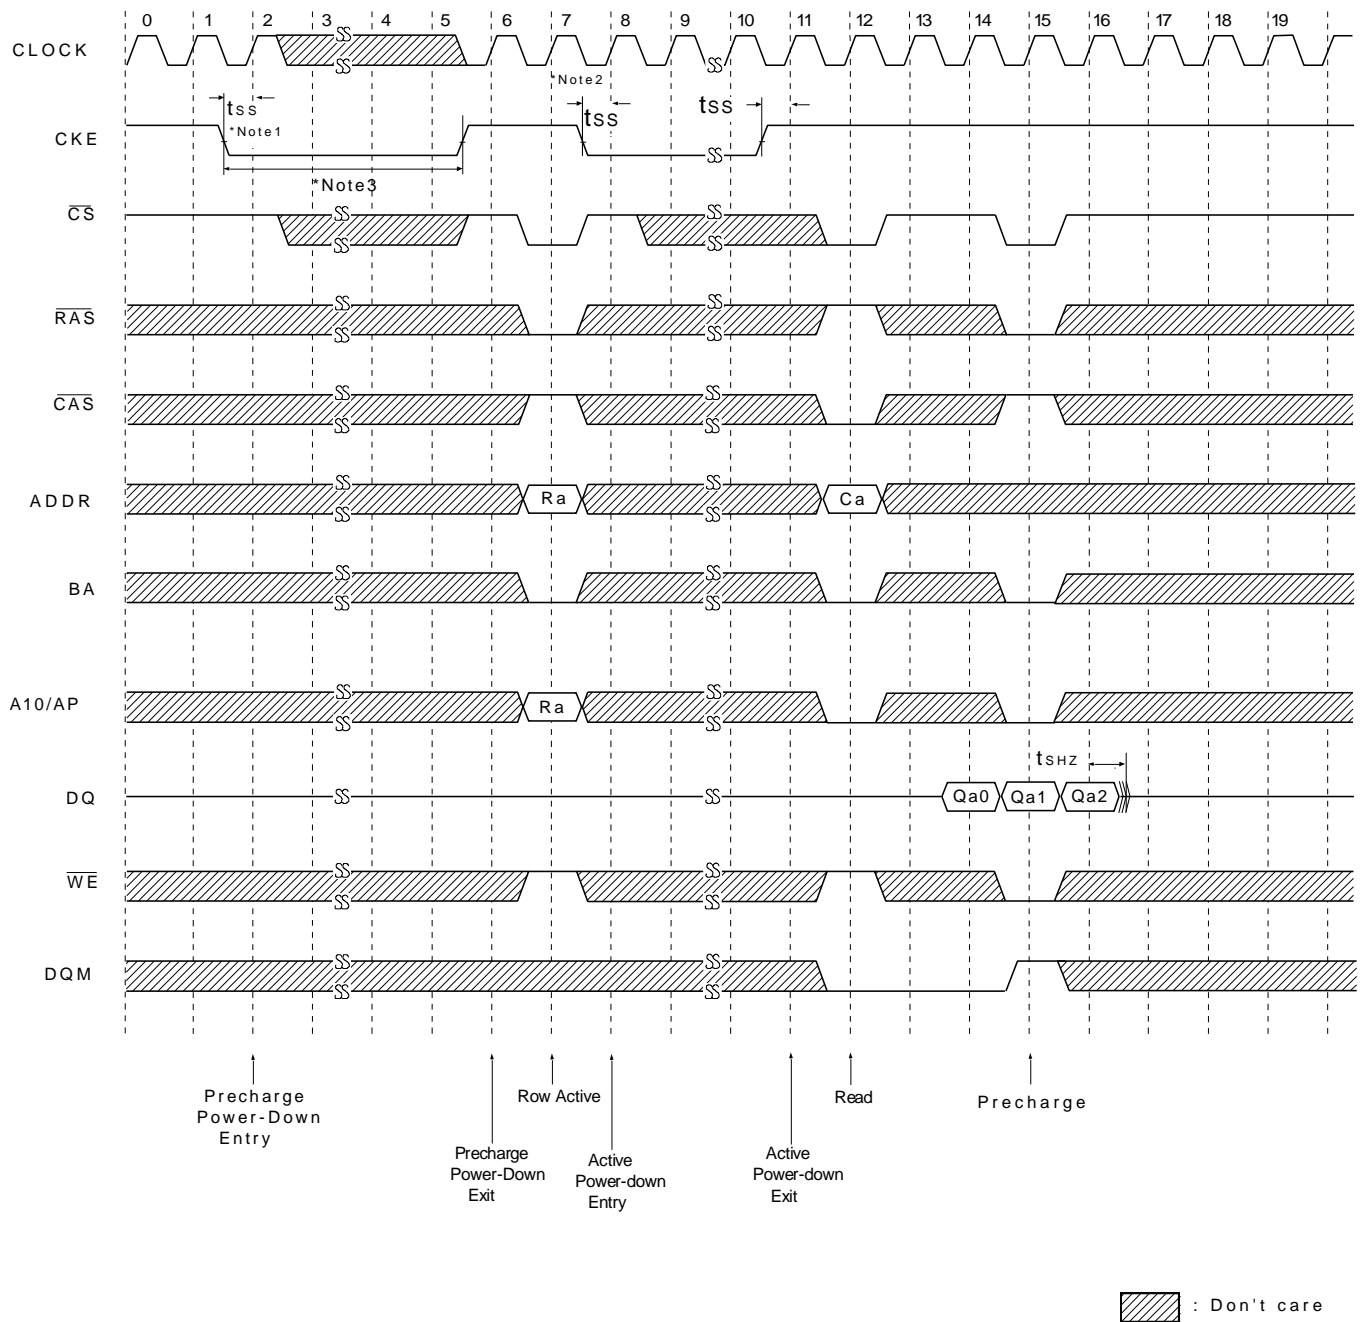 0 1 2 3 4 5 6 7 8 9 10 11 12 13 14 15 16 17 18 19
CLOCK
*Note2
tss tss tss
*Note1
CKE
*Note3
CS
RAS
CAS
ADDR Ra Ca
BA
A10/AP Ra
tSHZ
DQ Qa0 Qa1 Qa2
WE
DQM
Precharge
Power-Down
Entry
Precharge
Power-Down
Exit
Row Active
Active
Power-down
Entry
Active
Power-down
Exit
Read
Precharge
: Don't care